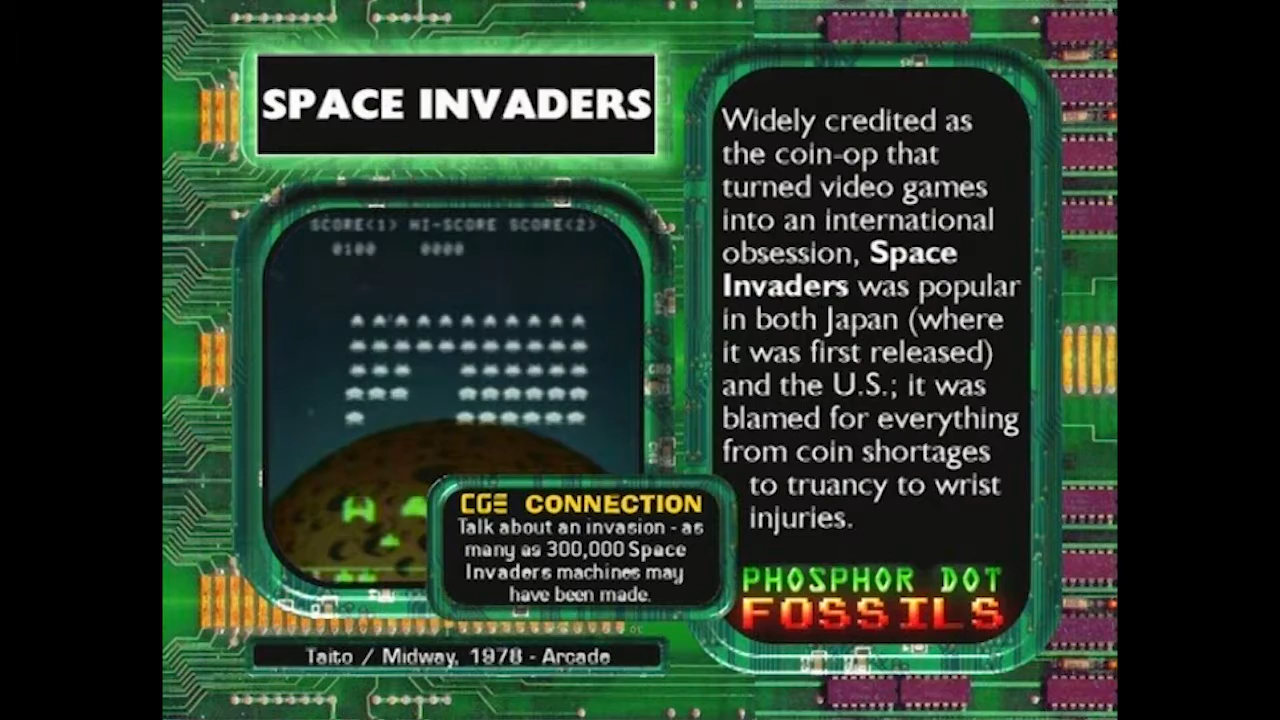 SPACE INVADERS
SCORE<1> HI-SCORE SCORE<2>
0100 0000
Widely credited as
the coin-op that
turned video games
into an international
obsession, Space
Invaders was popular
in both Japan (where
it was first released)
and the U.S.; it was
blamed for everything
from coin shortages
to truancy to wrist
injuries.
CGE CONNECTION
Talk about an invasion - as
many as 300,000 Space
Invaders machines may
have been made.
PHOSPHOR DOT
FOSSILS
Taito / Midway, 1978 - Arcade